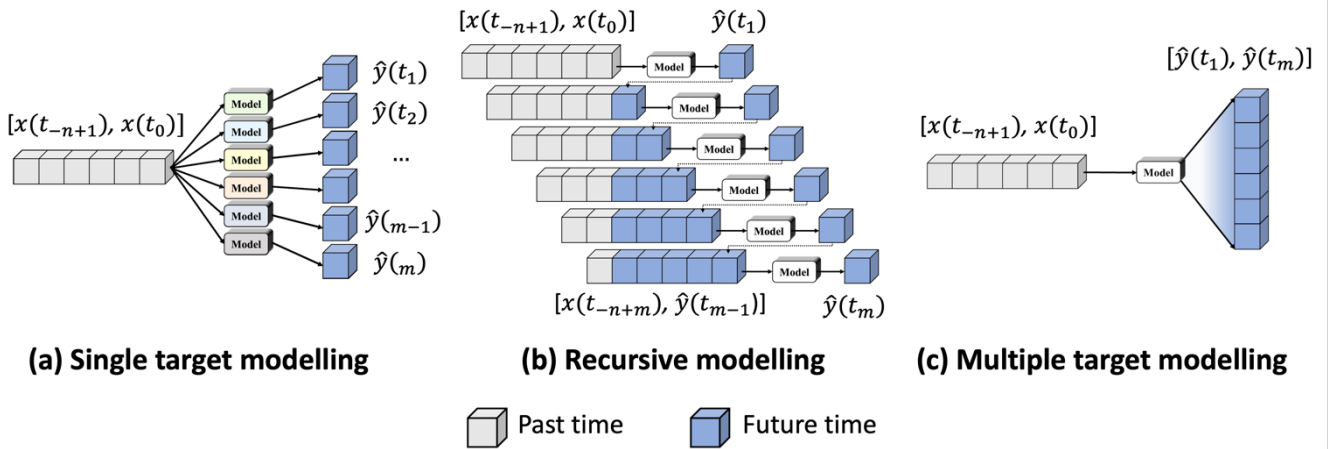 [x(t₋ₙ₊₁), x(t₀)]
Model
Model
Model
Model
Model
Model
ŷ(t₁)
ŷ(t₂)
...
ŷ(ₘ₋₁)
ŷ(ₘ)
(a) Single target modelling
[x(t₋ₙ₊₁), x(t₀)]
ŷ(t₁)
Model
Model
Model
Model
Model
Model
[x(t₋ₙ₊ₘ), ŷ(tₘ₋₁)]
ŷ(tₘ)
(b) Recursive modelling
[x(t₋ₙ₊₁), x(t₀)]
Model
[ŷ(t₁), ŷ(tₘ)]
(c) Multiple target modelling
Past time
Future time